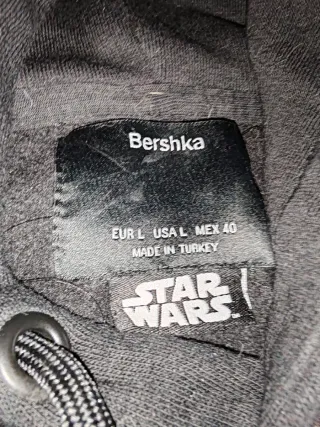 Bershka
EUR L USA L MEX 40
MADE IN TURKEY
STAR
WARS